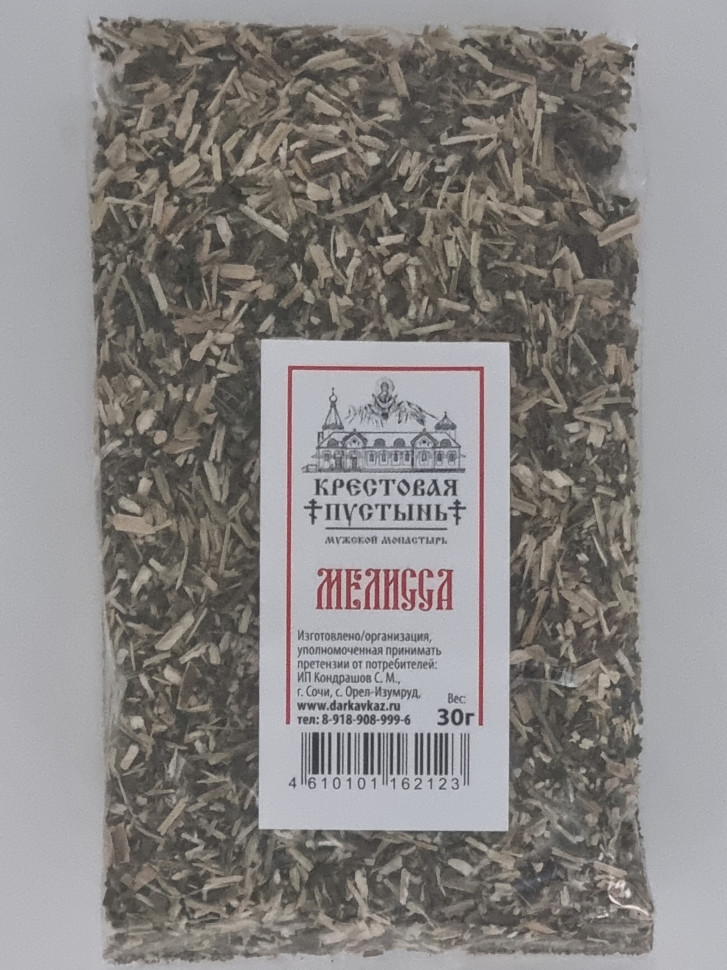 КРЕСТОВАЯ
ПУСТЫНЬ
МУЖСКОЙ МОНАСТЫРЬ
МЕЛИССА
Изготовлено/организация,
уполномоченная принимать
претензии от потребителей:
ИП Кондрашов С. М.,
г. Сочи, с. Орел-Изумруд,
www.darkavkaz.ru
тел: 8-918-908-999-6
Вес:
30г
4 610101 162123